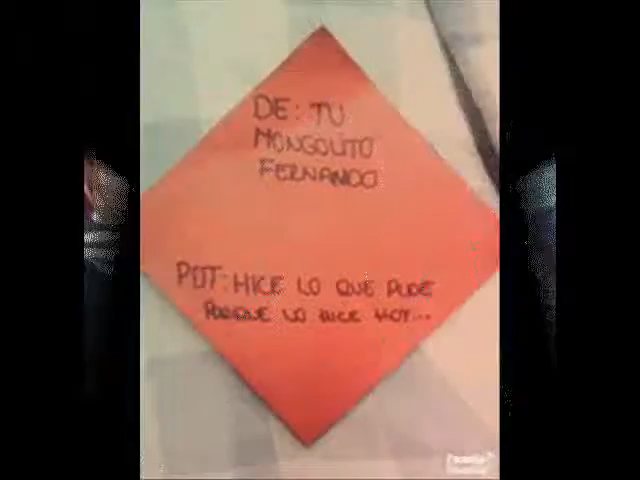 DE: TU
MONGOLITO
FERNANDO
PDT: HICE LO QUE PUDE
PORQUE LO HICE HOY...